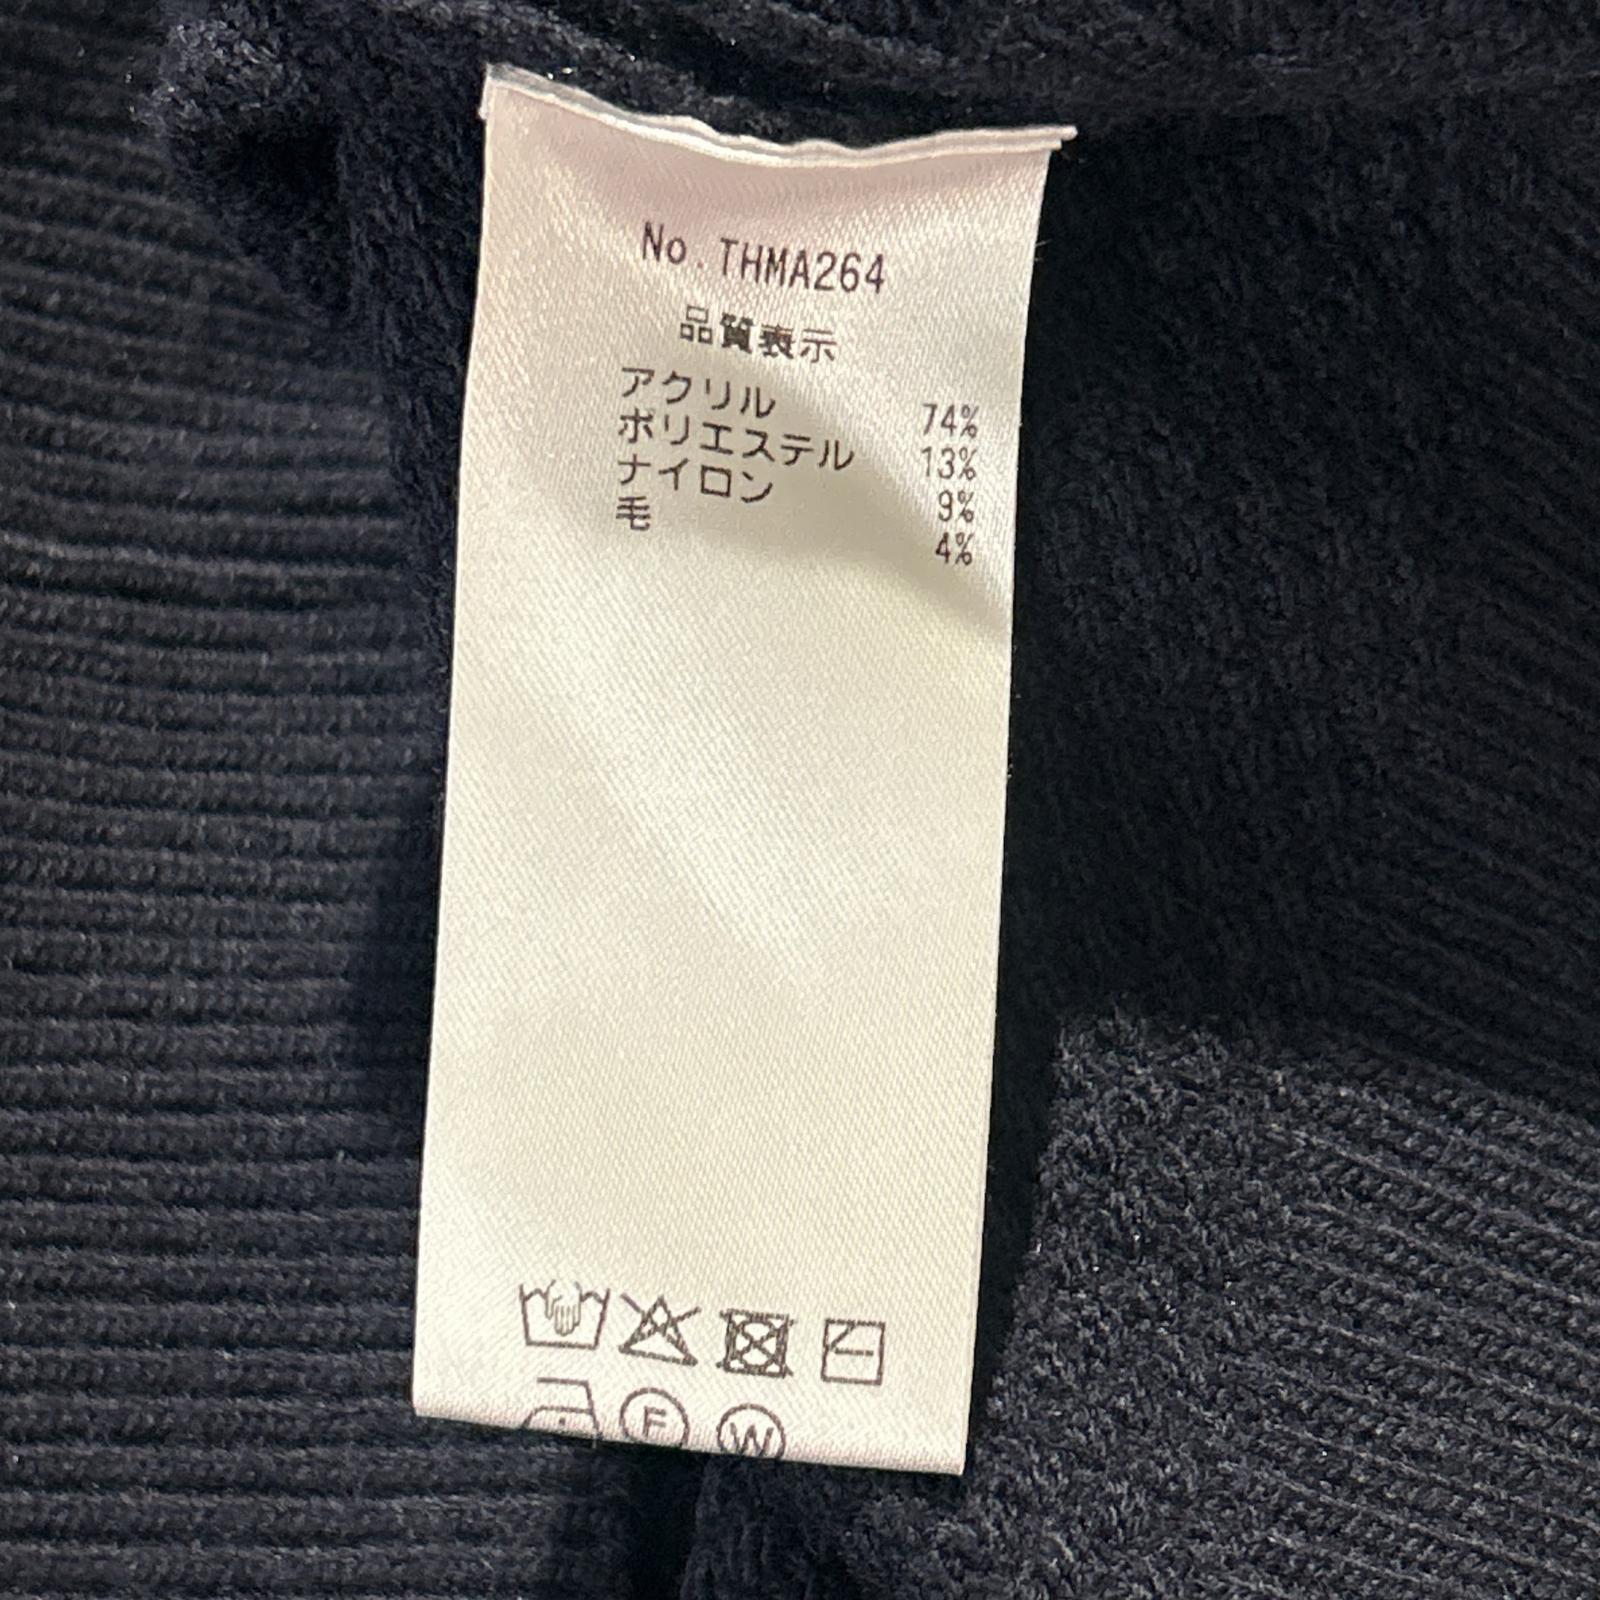 No.THMA264
品質表示
アクリル 74%
ポリエステル 13%
ナイロン 9%
毛 4%
F W